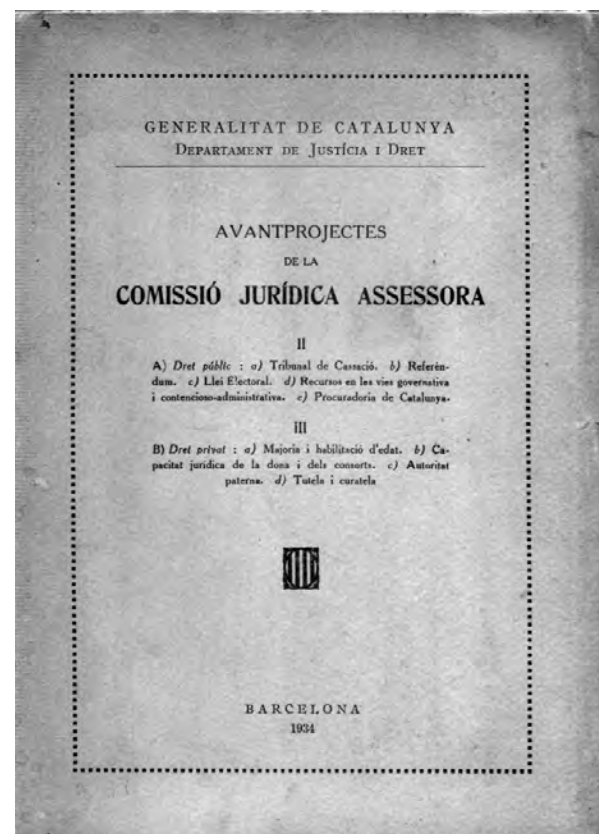 GENERALITAT DE CATALUNYA
DEPARTAMENT DE JUSTÍCIA I DRET
AVANTPROJECTES
DE LA
COMISSIÓ JURÍDICA ASSESSORA
II
A) Dret públic : a) Tribunal de Cassació. b) Referèn-
dum. c) Llei Electoral. d) Recursos en les vies governativa
i contencioso-administrativa. e) Procuradoria de Catalunya.
III
B) Dret privat : a) Majoria i habilitació d'edat. b) Ca-
pacitat jurídica de la dona i dels consorts. c) Autoritat
paterna. d) Tutela i curatela
BARCELONA
1934